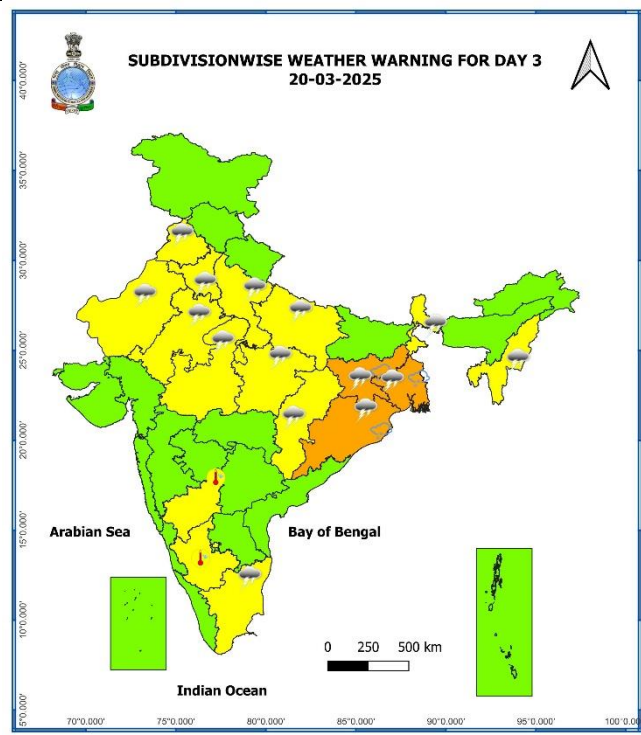 SUBDIVISIONWISE WEATHER WARNING FOR DAY 3
20-03-2025
40°0.000'
35°0.000'
30°0.000'
25°0.000'
20°0.000'
15°0.000'
10°0.000'
5°0.000'
Arabian Sea
Bay of Bengal
0 250 500 km
Indian Ocean
70°0.000' 75°0.000' 80°0.000' 85°0.000' 90°0.000' 95°0.000' 100°0.0